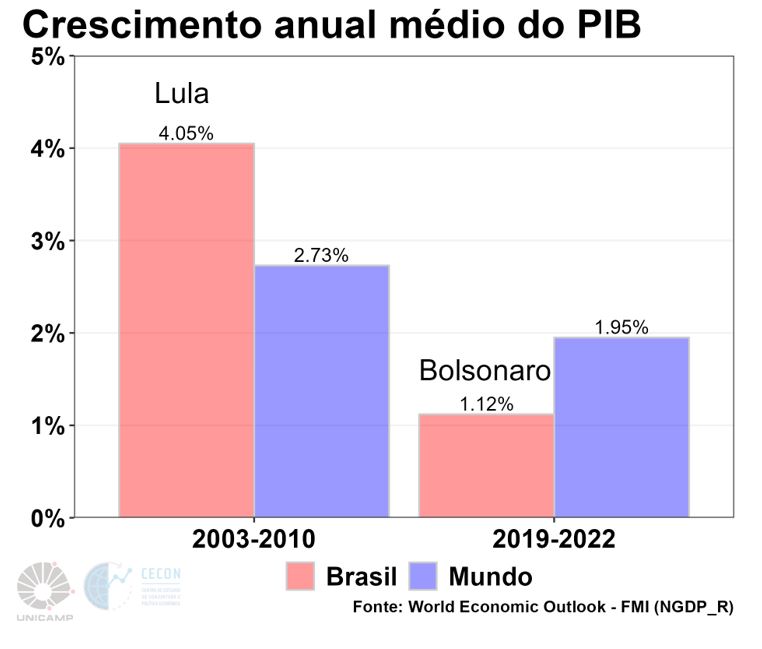 Crescimento anual médio do PIB
5%
4%
3%
2%
1%
0%
Lula
4.05%
2.73%
Bolsonaro
1.12%
1.95%
2003-2010
2019-2022
Brasil
Mundo
Fonte: World Economic Outlook - FMI (NGDP_R)
UNICAMP
CECON